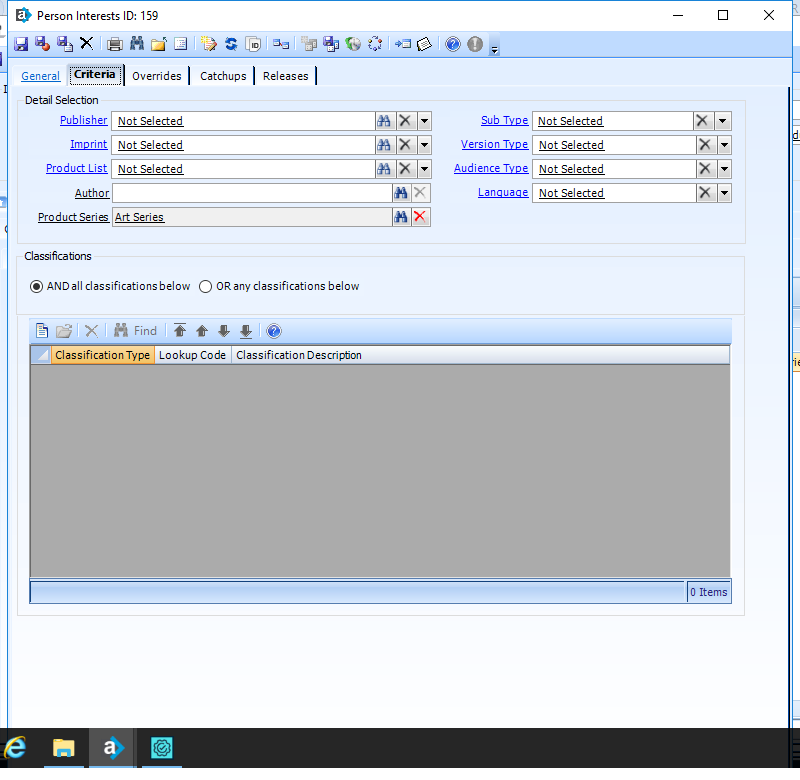 Person Interests ID: 159
General Criteria Overrides Catchups Releases
Detail Selection
Publisher Not Selected Sub Type Not Selected
Imprint Not Selected Version Type Not Selected
Product List Not Selected Audience Type Not Selected
Author Language Not Selected
Product Series Art Series
Classifications
AND all classifications below OR any classifications below
Find
Classification Type Lookup Code Classification Description
0 Items